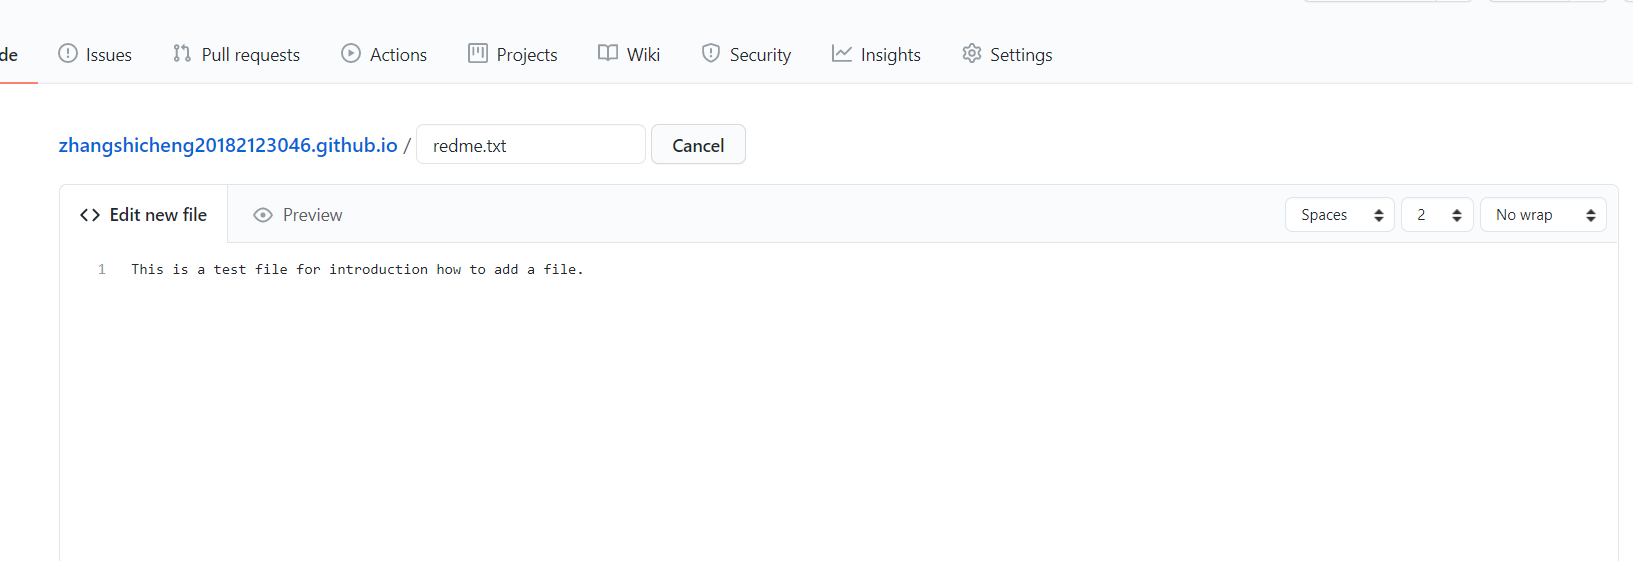 de Issues Pull requests Actions Projects Wiki Security Insights Settings
zhangshicheng20182123046.github.io / redme.txt Cancel
Edit new file Preview Spaces 2 No wrap
1 This is a test file for introduction how to add a file.